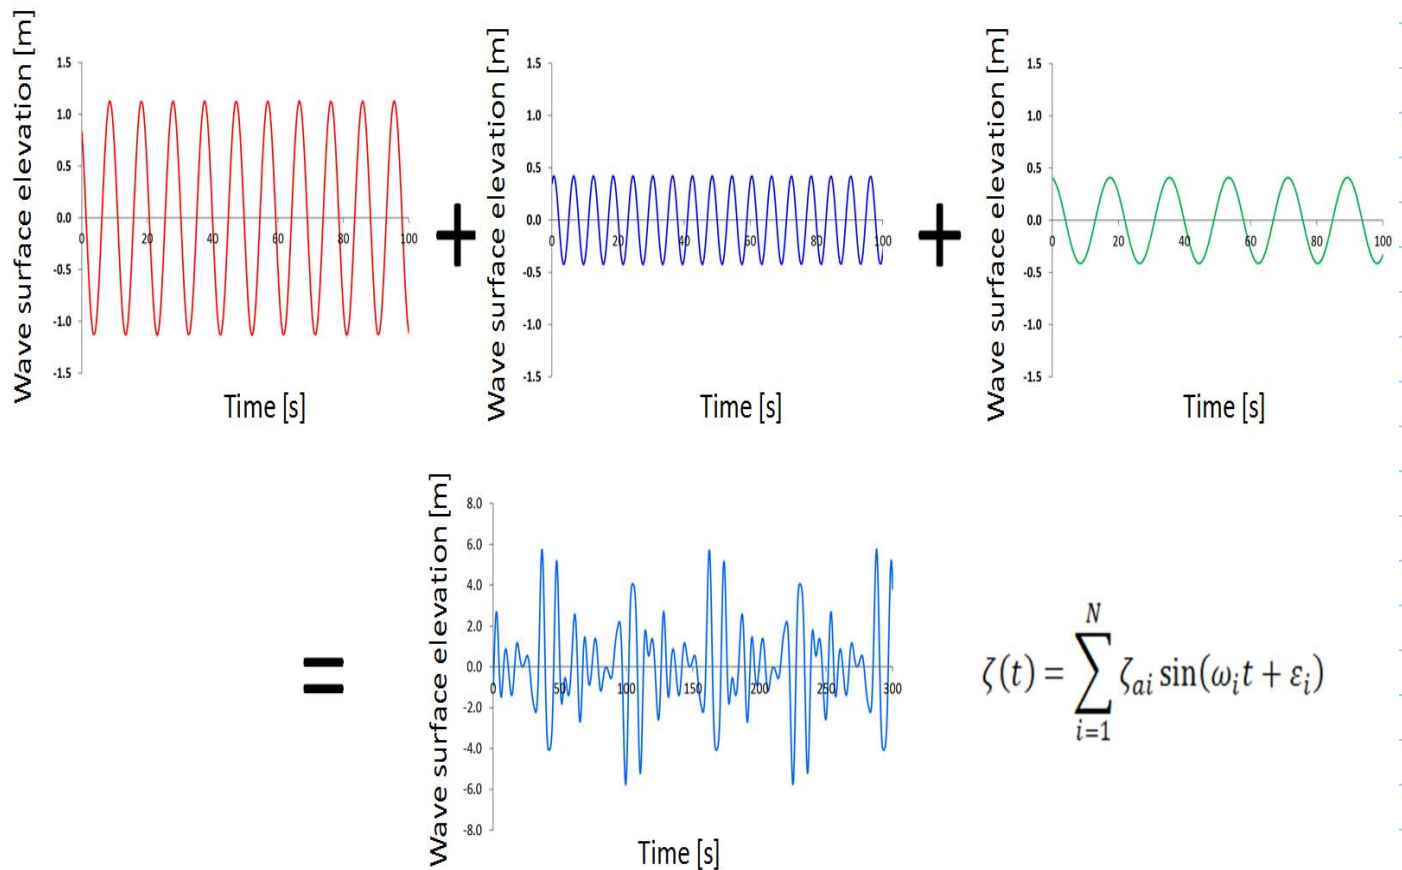 Wave surface elevation [m]
1.5
1.0
0.5
0.0
-0.5
-1.0
-1.5
0 20 40 60 80 100
Time [s]
+
Wave surface elevation [m]
1.5
1.0
0.5
0.0
-0.5
-1.0
-1.5
0 20 40 60 80 100
Time [s]
+
Wave surface elevation [m]
1.5
1.0
0.5
0.0
-0.5
-1.0
-1.5
0 20 40 60 80 100
Time [s]
=
Wave surface elevation [m]
8.0
6.0
4.0
2.0
0.0
-2.0
-4.0
-6.0
-8.0
0 50 100 150 200 250 300
Time [s]
ζ(t) = ∑_{i=1}^{N} ζ_{ai} sin(ω_i t + ε_i)